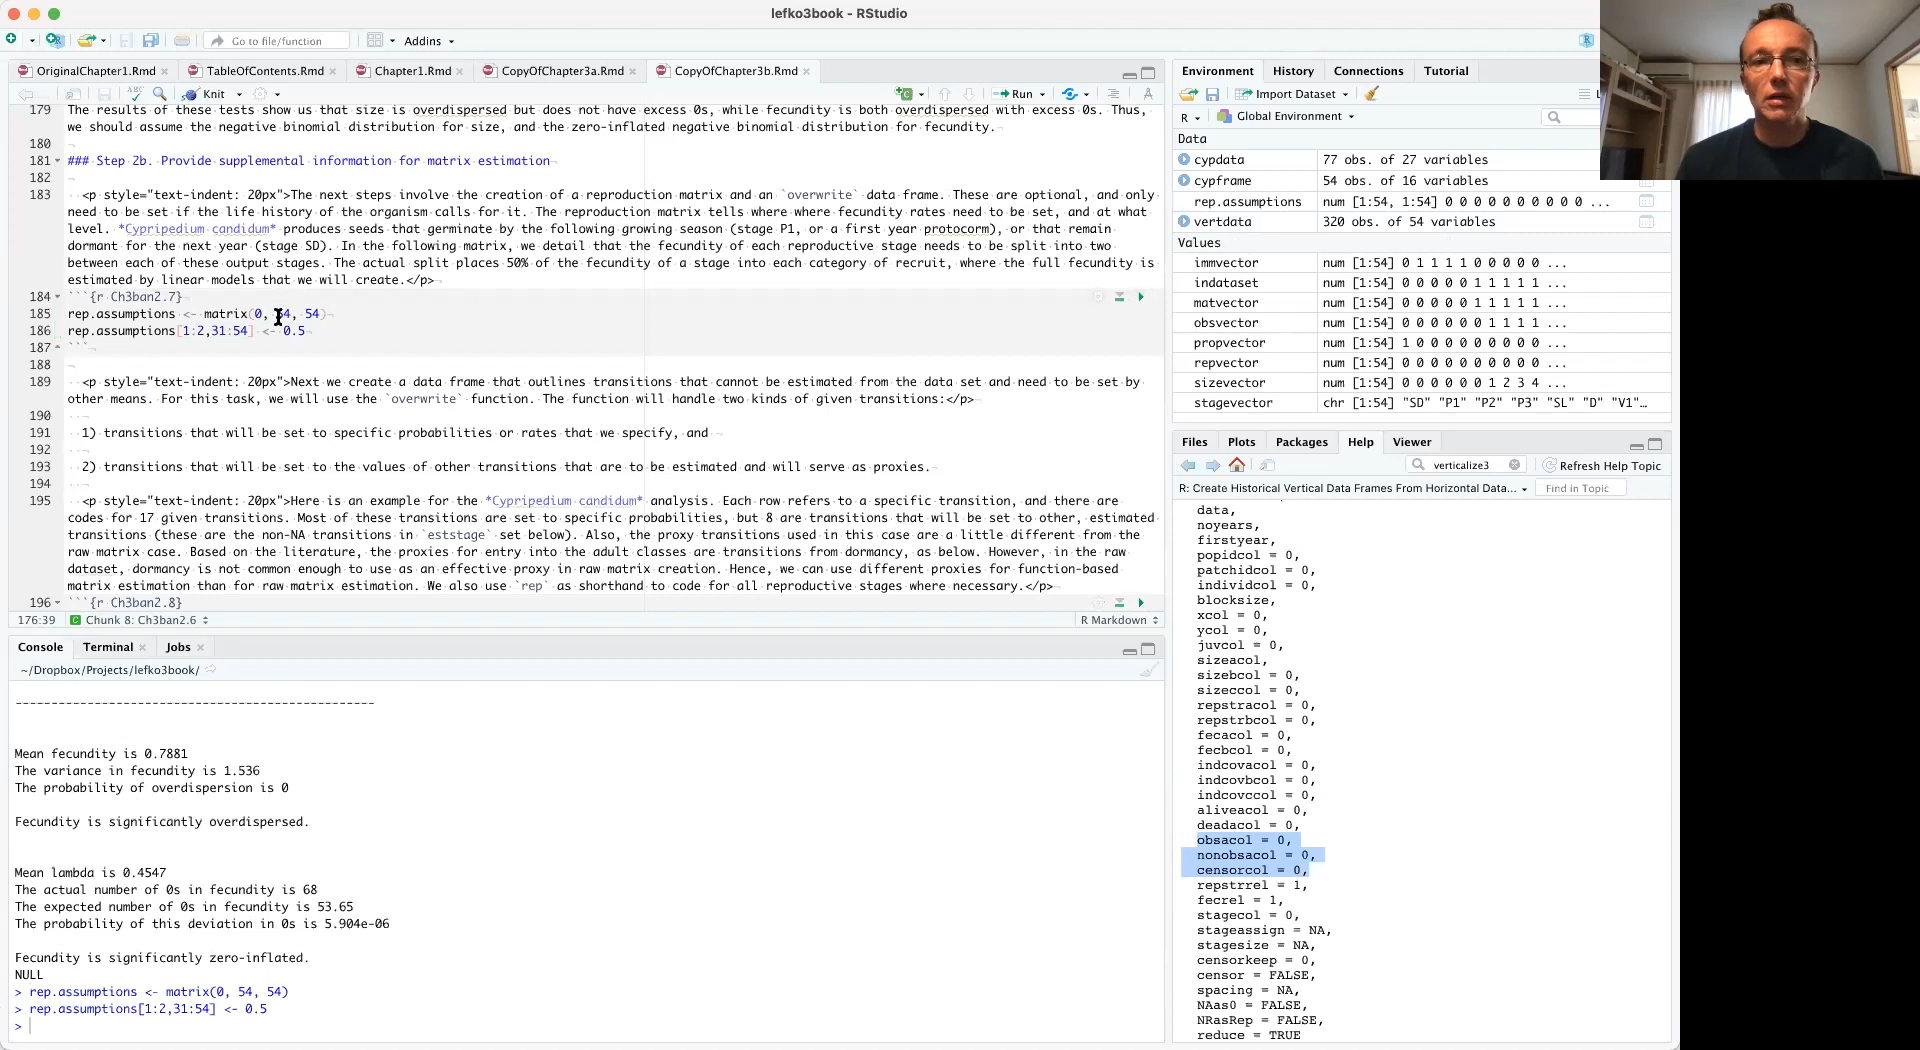 lefko3book - RStudio
Go to file/function
Addins
OriginalChapter1.Rmd
TableOfContents.Rmd
Chapter1.Rmd
CopyOfChapter3a.Rmd
CopyOfChapter3b.Rmd
ABC
Knit
Run
179 The results of these tests show us that size is overdispersed but does not have excess 0s, while fecundity is both overdispersed with excess 0s. Thus,
we should assume the negative binomial distribution for size, and the zero-inflated negative binomial distribution for fecundity.
180
181 ### Step 2b. Provide supplemental information for matrix estimation
182
183 <p style="text-indent: 20px">The next steps involve the creation of a reproduction matrix and an `overwrite` data frame. These are optional, and only
need to be set if the life history of the organism calls for it. The reproduction matrix tells where where fecundity rates need to be set, and at what
level. *Cypripedium candidum* produces seeds that germinate by the following growing season (stage P1, or a first year protocorm), or that remain
dormant for the next year (stage SD). In the following matrix, we detail that the fecundity of each reproductive stage needs to be split into two
between each of these output stages. The actual split places 50% of the fecundity of a stage into each category of recruit, where the full fecundity is
estimated by linear models that we will create.</p>
184 ```{r Ch3ban2.7}
185 rep.assumptions <- matrix(0, 54, 54)
186 rep.assumptions[1:2,31:54] <- 0.5
187 ```
188
189 <p style="text-indent: 20px">Next we create a data frame that outlines transitions that cannot be estimated from the data set and need to be set by
other means. For this task, we will use the `overwrite` function. The function will handle two kinds of given transitions:</p>
190
191 1) transitions that will be set to specific probabilities or rates that we specify, and
192
193 2) transitions that will be set to the values of other transitions that are to be estimated and will serve as proxies.
194
195 <p style="text-indent: 20px">Here is an example for the *Cypripedium candidum* analysis. Each row refers to a specific transition, and there are
codes for 17 given transitions. Most of these transitions are set to specific probabilities, but 8 are transitions that will be set to other, estimated
transitions (these are the non-NA transitions in `eststage` set below). Also, the proxy transitions used in this case are a little different from the
raw matrix case. Based on the literature, the proxies for entry into the adult classes are transitions from dormancy, as below. However, in the raw
dataset, dormancy is not common enough to use as an effective proxy in raw matrix creation. Hence, we can use different proxies for function-based
matrix estimation than for raw matrix estimation. We also use `rep` as shorthand to code for all reproductive stages where necessary.</p>
196 ```{r Ch3ban2.8}
176:39 Chunk 8: Ch3ban2.6 R Markdown
Console Terminal Jobs
~/Dropbox/Projects/lefko3book/
--------------------------------------------------
Mean fecundity is 0.7881
The variance in fecundity is 1.536
The probability of overdispersion is 0
Fecundity is significantly overdispersed.
Mean lambda is 0.4547
The actual number of 0s in fecundity is 68
The expected number of 0s in fecundity is 53.65
The probability of this deviation in 0s is 5.904e-06
Fecundity is significantly zero-inflated.
NULL
> rep.assumptions <- matrix(0, 54, 54)
> rep.assumptions[1:2,31:54] <- 0.5
>
Environment History Connections Tutorial
Import Dataset
R Global Environment
Data
cypdata 77 obs. of 27 variables
cypframe 54 obs. of 16 variables
rep.assumptions num [1:54, 1:54] 0 0 0 0 0 0 0 0 0 0 ...
vertdata 320 obs. of 54 variables
Values
immvector num [1:54] 0 1 1 1 1 0 0 0 0 0 ...
indataset num [1:54] 0 0 0 0 0 1 1 1 1 1 ...
matvector num [1:54] 0 0 0 0 0 1 1 1 1 1 ...
obsvector num [1:54] 0 0 0 0 0 0 1 1 1 1 ...
propvector num [1:54] 1 0 0 0 0 0 0 0 0 0 ...
repvector num [1:54] 0 0 0 0 0 0 0 0 0 0 ...
sizevector num [1:54] 0 0 0 0 0 0 1 2 3 4 ...
stagevector chr [1:54] "SD" "P1" "P2" "P3" "SL" "D" "V1"…
Files Plots Packages Help Viewer
verticalize3
Refresh Help Topic
R: Create Historical Vertical Data Frames From Horizontal Data...
Find in Topic
data,
noyears,
firstyear,
popidcol = 0,
patchidcol = 0,
individcol = 0,
blocksize,
xcol = 0,
ycol = 0,
juvcol = 0,
sizeacol,
sizebcol = 0,
sizeccol = 0,
repstracol = 0,
repstrbcol = 0,
fecacol = 0,
fecbcol = 0,
indcovacol = 0,
indcovbcol = 0,
indcovccol = 0,
aliveacol = 0,
deadacol = 0,
obsacol = 0,
nonobsacol = 0,
censorcol = 0,
repstrrel = 1,
fecrel = 1,
stagecol = 0,
stageassign = NA,
stagesize = NA,
censorkeep = 0,
censor = FALSE,
spacing = NA,
NAas0 = FALSE,
NRasRep = FALSE,
reduce = TRUE